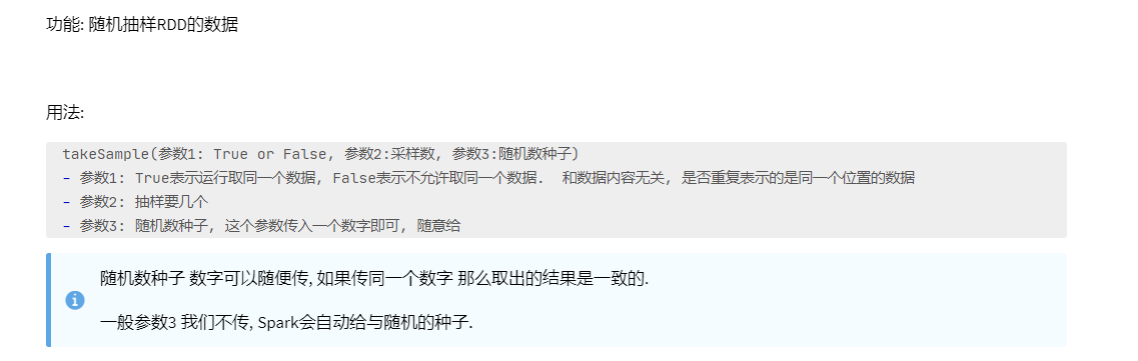 功能: 随机抽样RDD的数据
用法:
takeSample(参数1: True or False, 参数2:采样数, 参数3:随机数种子)
- 参数1: True表示运行取同一个数据, False表示不允许取同一个数据.  和数据内容无关, 是否重复表示的是同一个位置的数据
- 参数2: 抽样要几个
- 参数3: 随机数种子, 这个参数传入一个数字即可, 随意给
随机数种子 数字可以随便传, 如果传同一个数字 那么取出的结果是一致的.
一般参数3 我们不传, Spark会自动给与随机的种子.